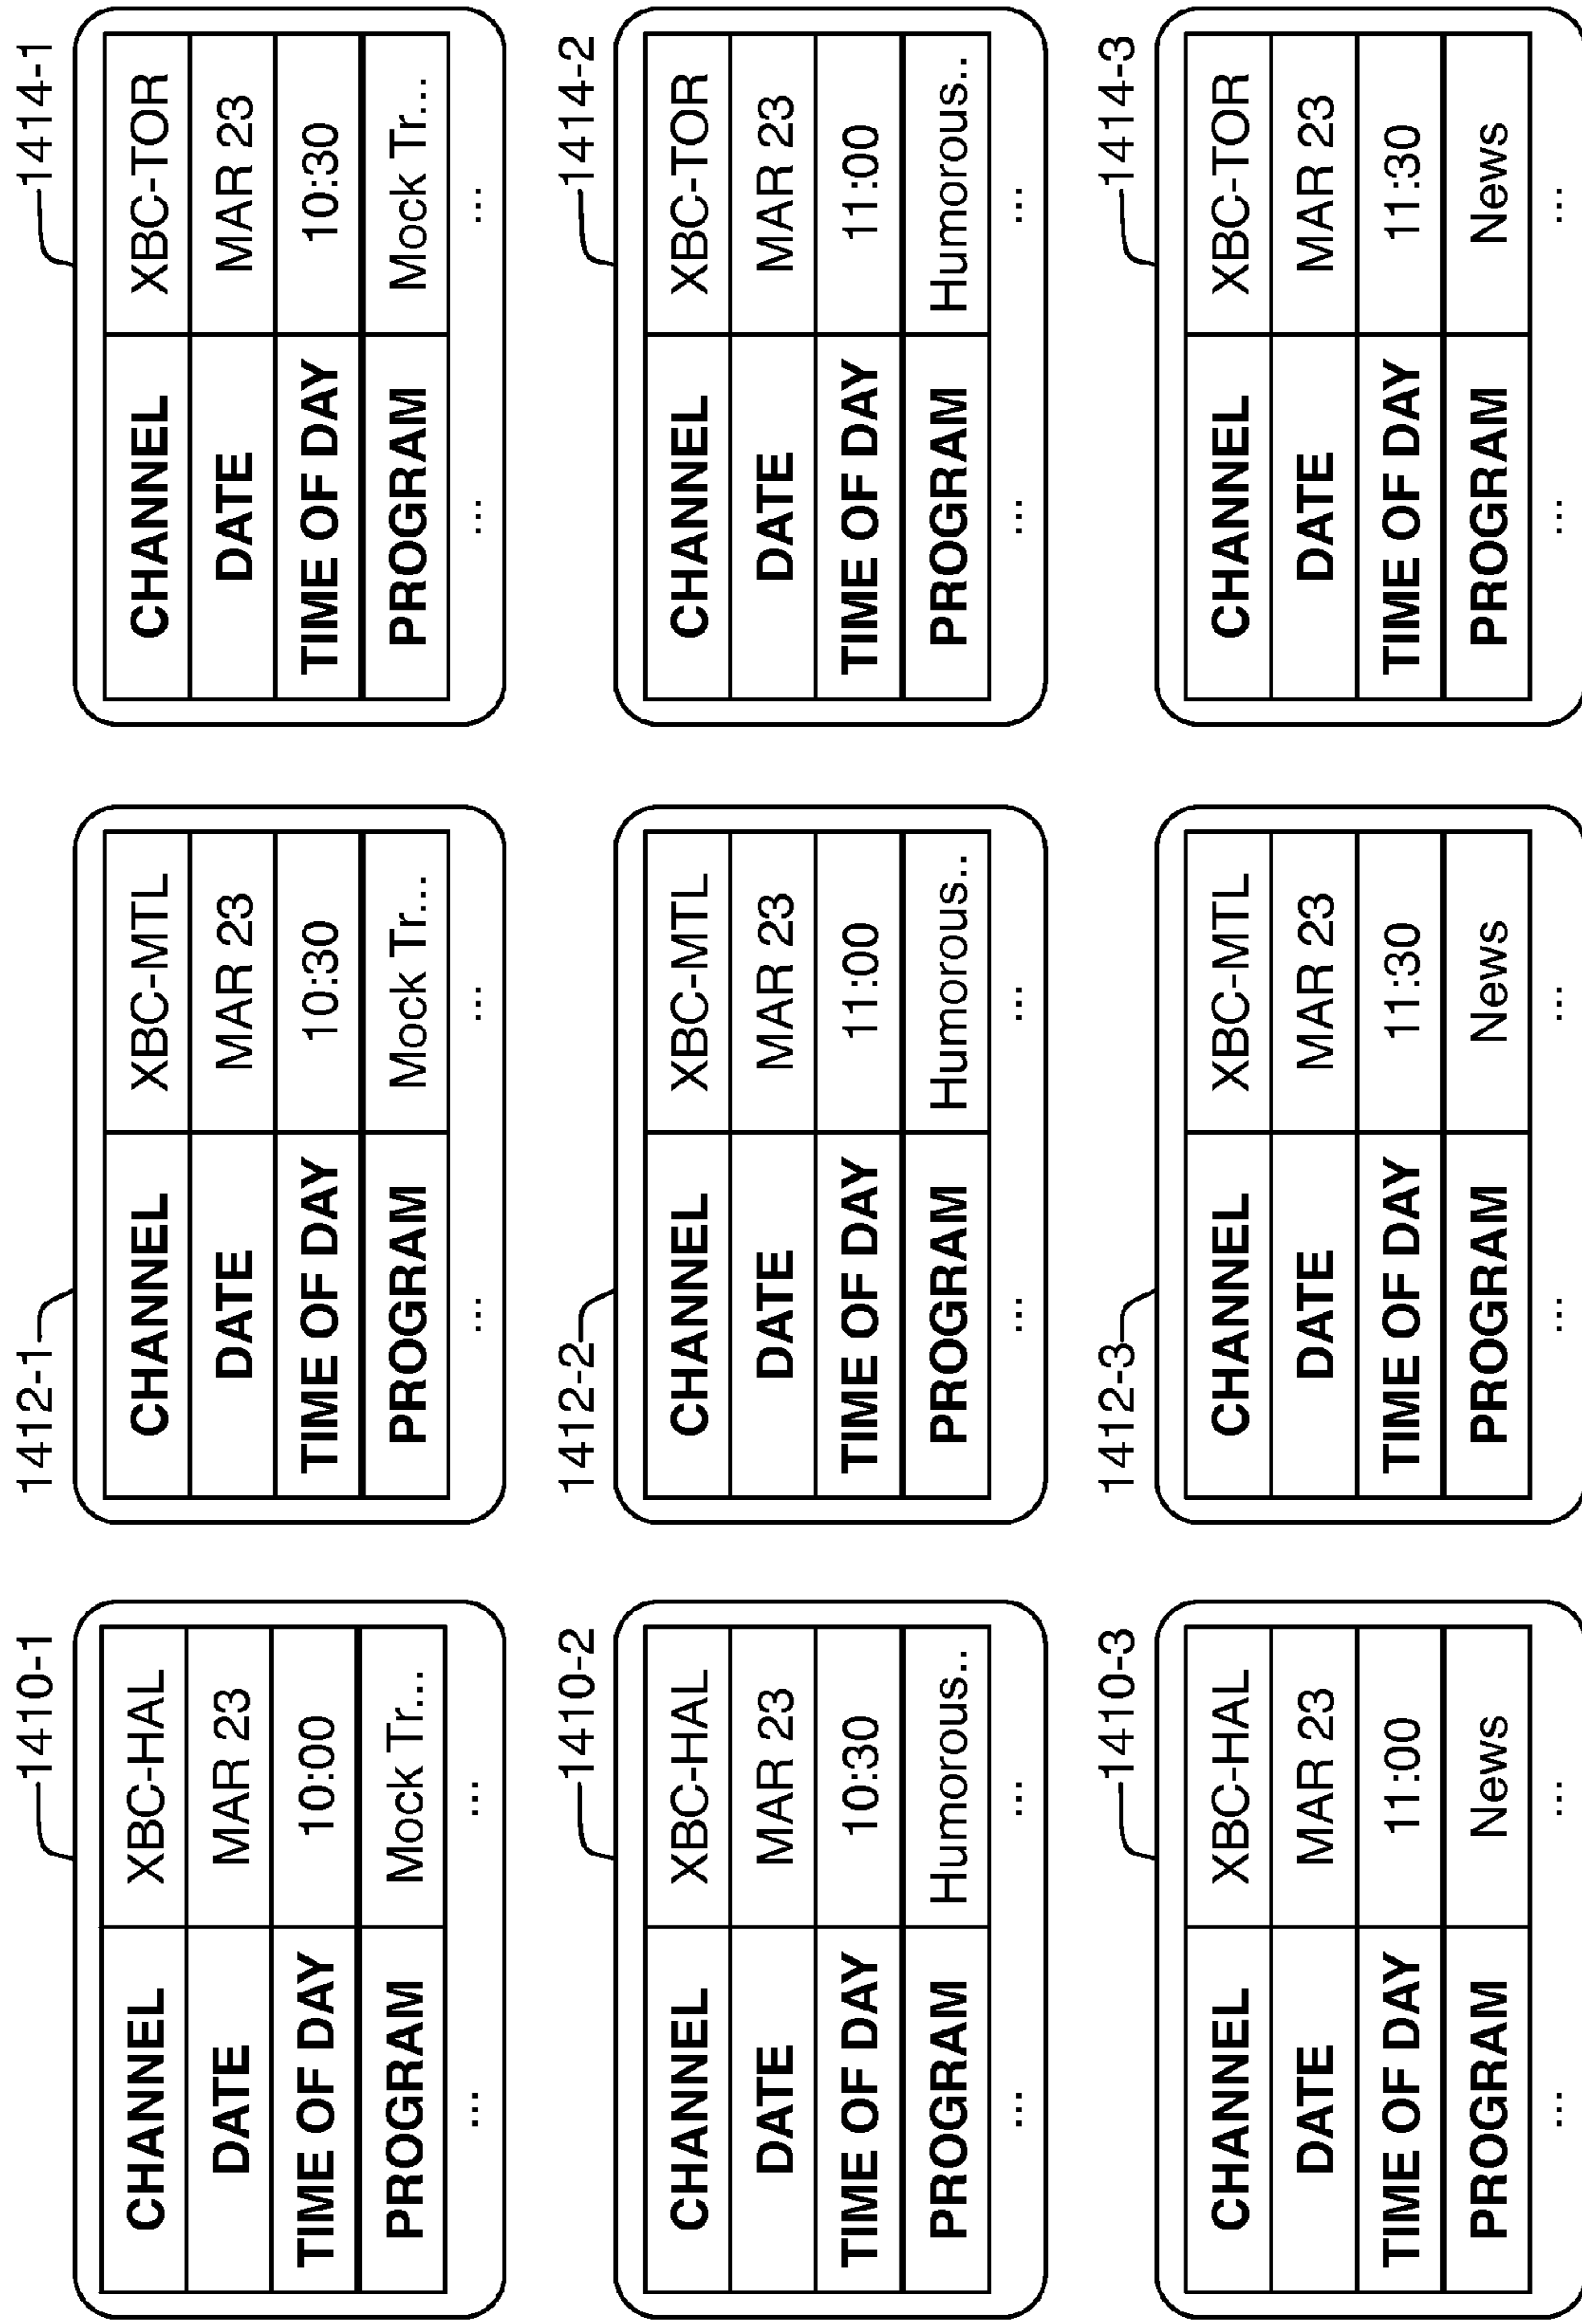 1410-1
CHANNEL XBC-HAL
DATE MAR 23
TIME OF DAY 10:00
PROGRAM Mock Tr...
... ...
1412-1
CHANNEL XBC-MTL
DATE MAR 23
TIME OF DAY 10:30
PROGRAM Mock Tr...
... ...
1414-1
CHANNEL XBC-TOR
DATE MAR 23
TIME OF DAY 10:30
PROGRAM Mock Tr...
... ...
1410-2
CHANNEL XBC-HAL
DATE MAR 23
TIME OF DAY 10:30
PROGRAM Humorous..
... ...
1412-2
CHANNEL XBC-MTL
DATE MAR 23
TIME OF DAY 11:00
PROGRAM Humorous..
... ...
1414-2
CHANNEL XBC-TOR
DATE MAR 23
TIME OF DAY 11:00
PROGRAM Humorous..
... ...
1410-3
CHANNEL XBC-HAL
DATE MAR 23
TIME OF DAY 11:00
PROGRAM News
... ...
1412-3
CHANNEL XBC-MTL
DATE MAR 23
TIME OF DAY 11:30
PROGRAM News
... ...
1414-3
CHANNEL XBC-TOR
DATE MAR 23
TIME OF DAY 11:30
PROGRAM News
... ...